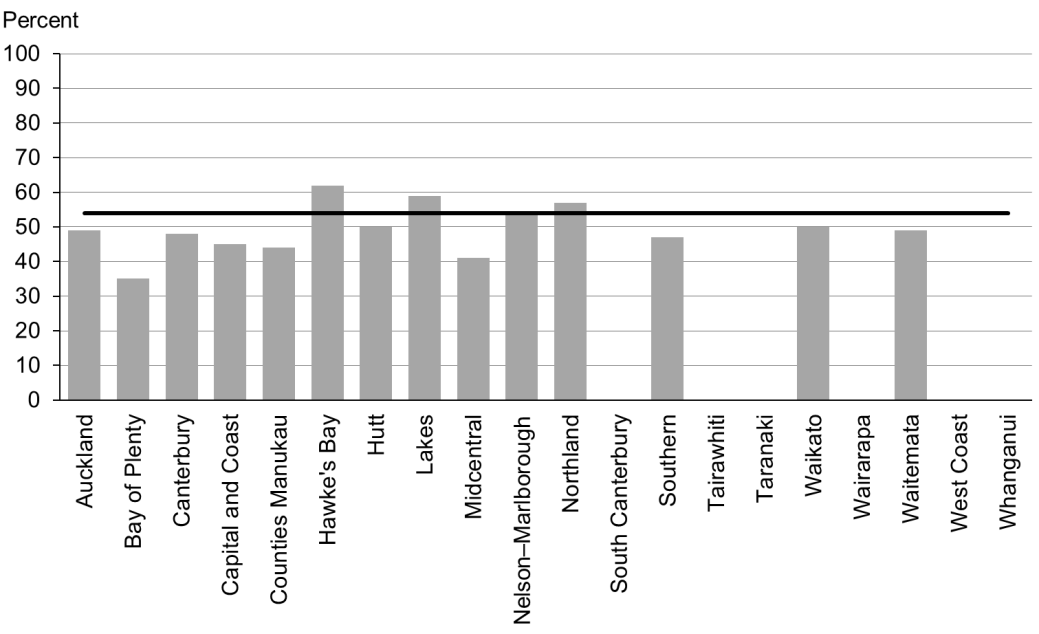 Percent
100
90
80
70
60
50
40
30
20
10
0
Auckland
Bay of Plenty
Canterbury
Capital and Coast
Counties Manukau
Hawke's Bay
Hutt
Lakes
Midcentral
Nelson–Marlborough
Northland
South Canterbury
Southern
Tairawhiti
Taranaki
Waikato
Wairarapa
Waitemata
West Coast
Whanganui